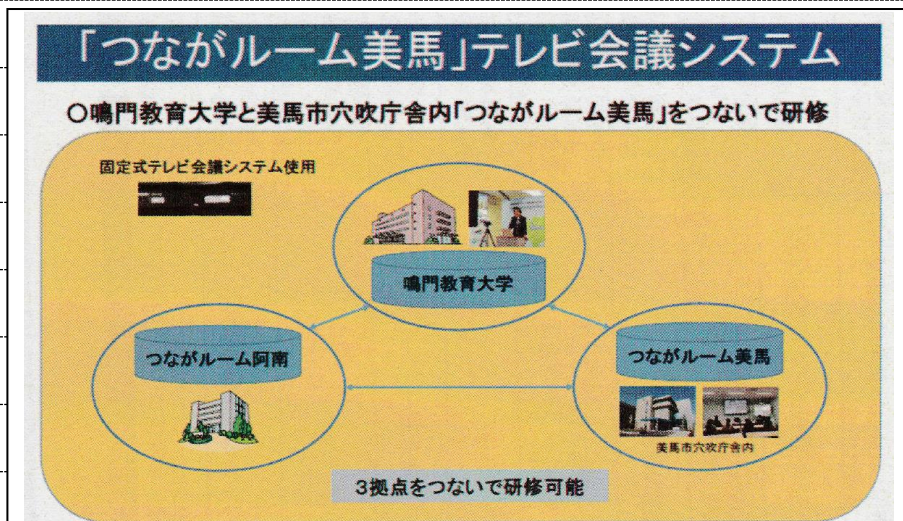 「つながルーム美馬」テレビ会議システム
○鳴門教育大学と美馬市穴吹庁舎内「つながルーム美馬」をつないで研修
固定式テレビ会議システム使用
鳴門教育大学
つながルーム阿南
つながルーム美馬
美馬市穴吹庁舎内
3拠点をつないで研修可能